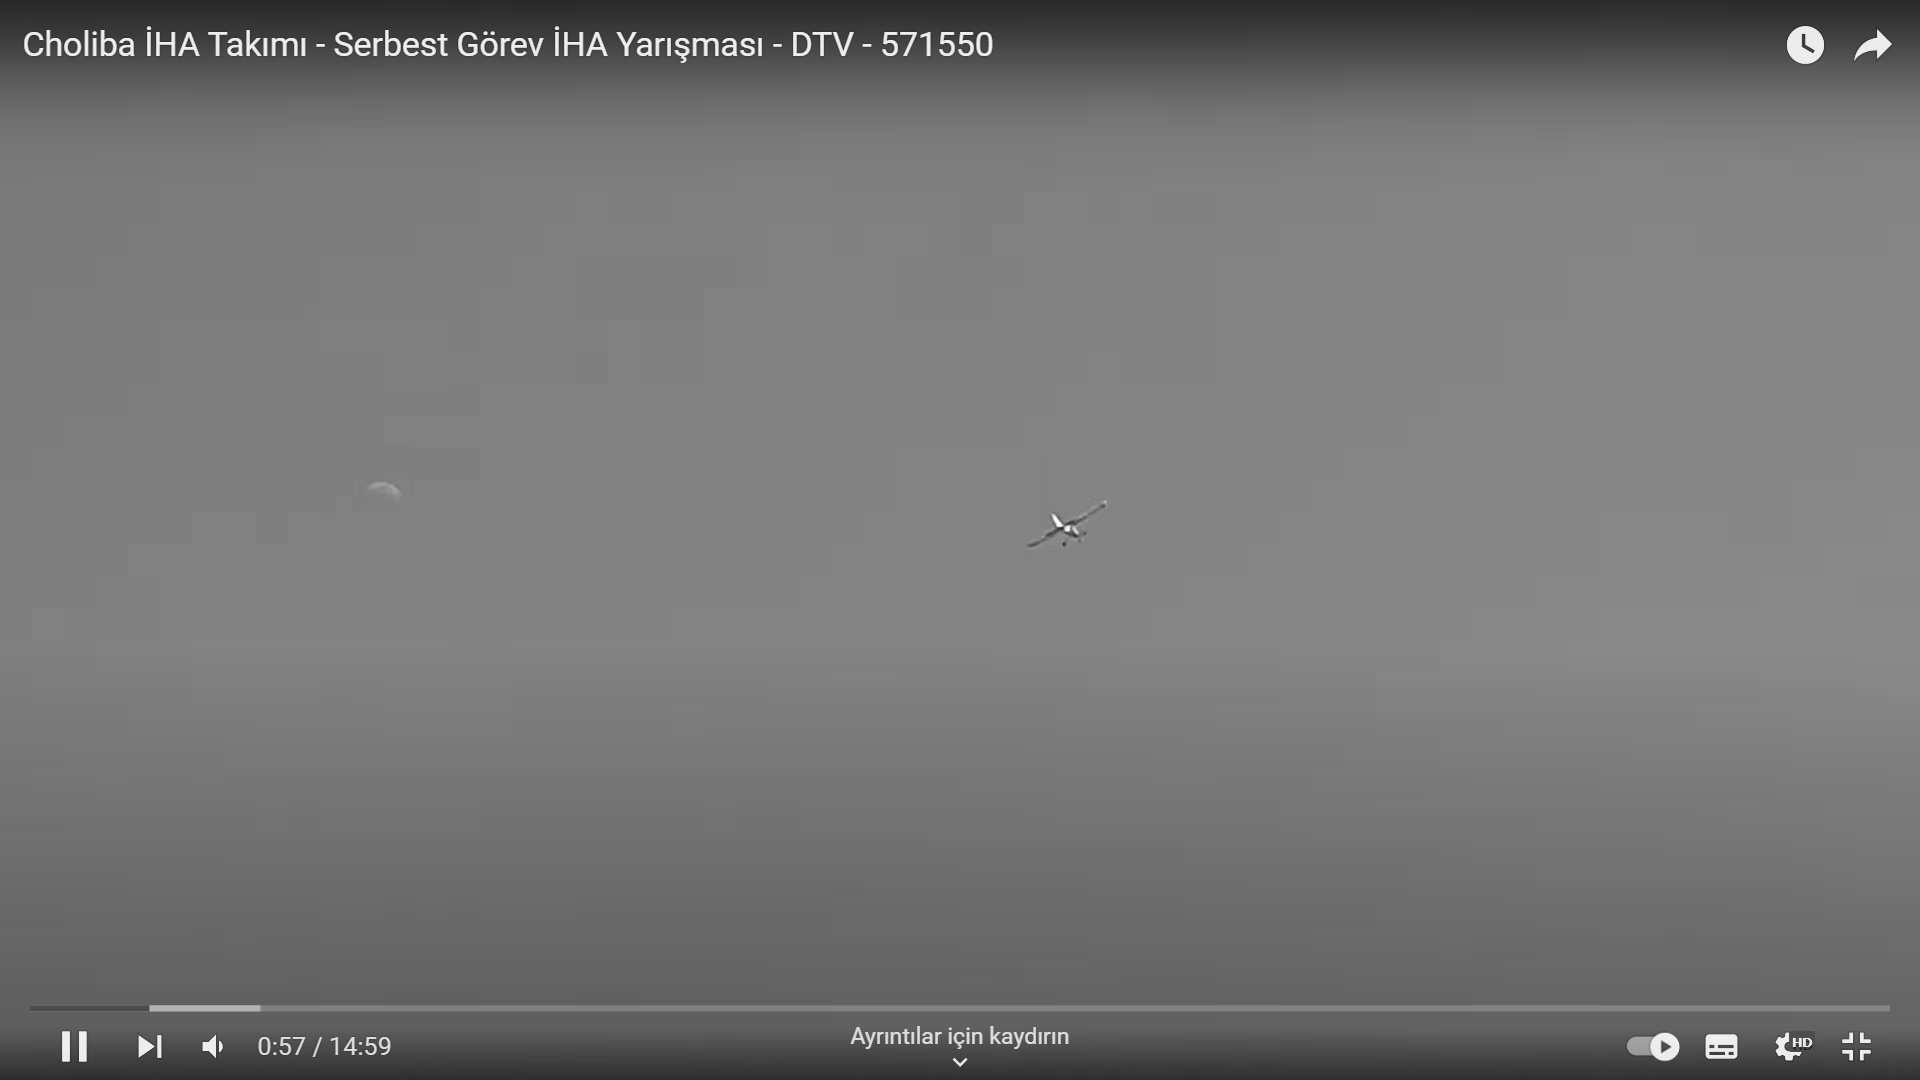 Choliba İHA Takımı - Serbest Görev İHA Yarışması - DTV - 571550
0:57 / 14:59
Ayrıntılar için kaydırın
HD